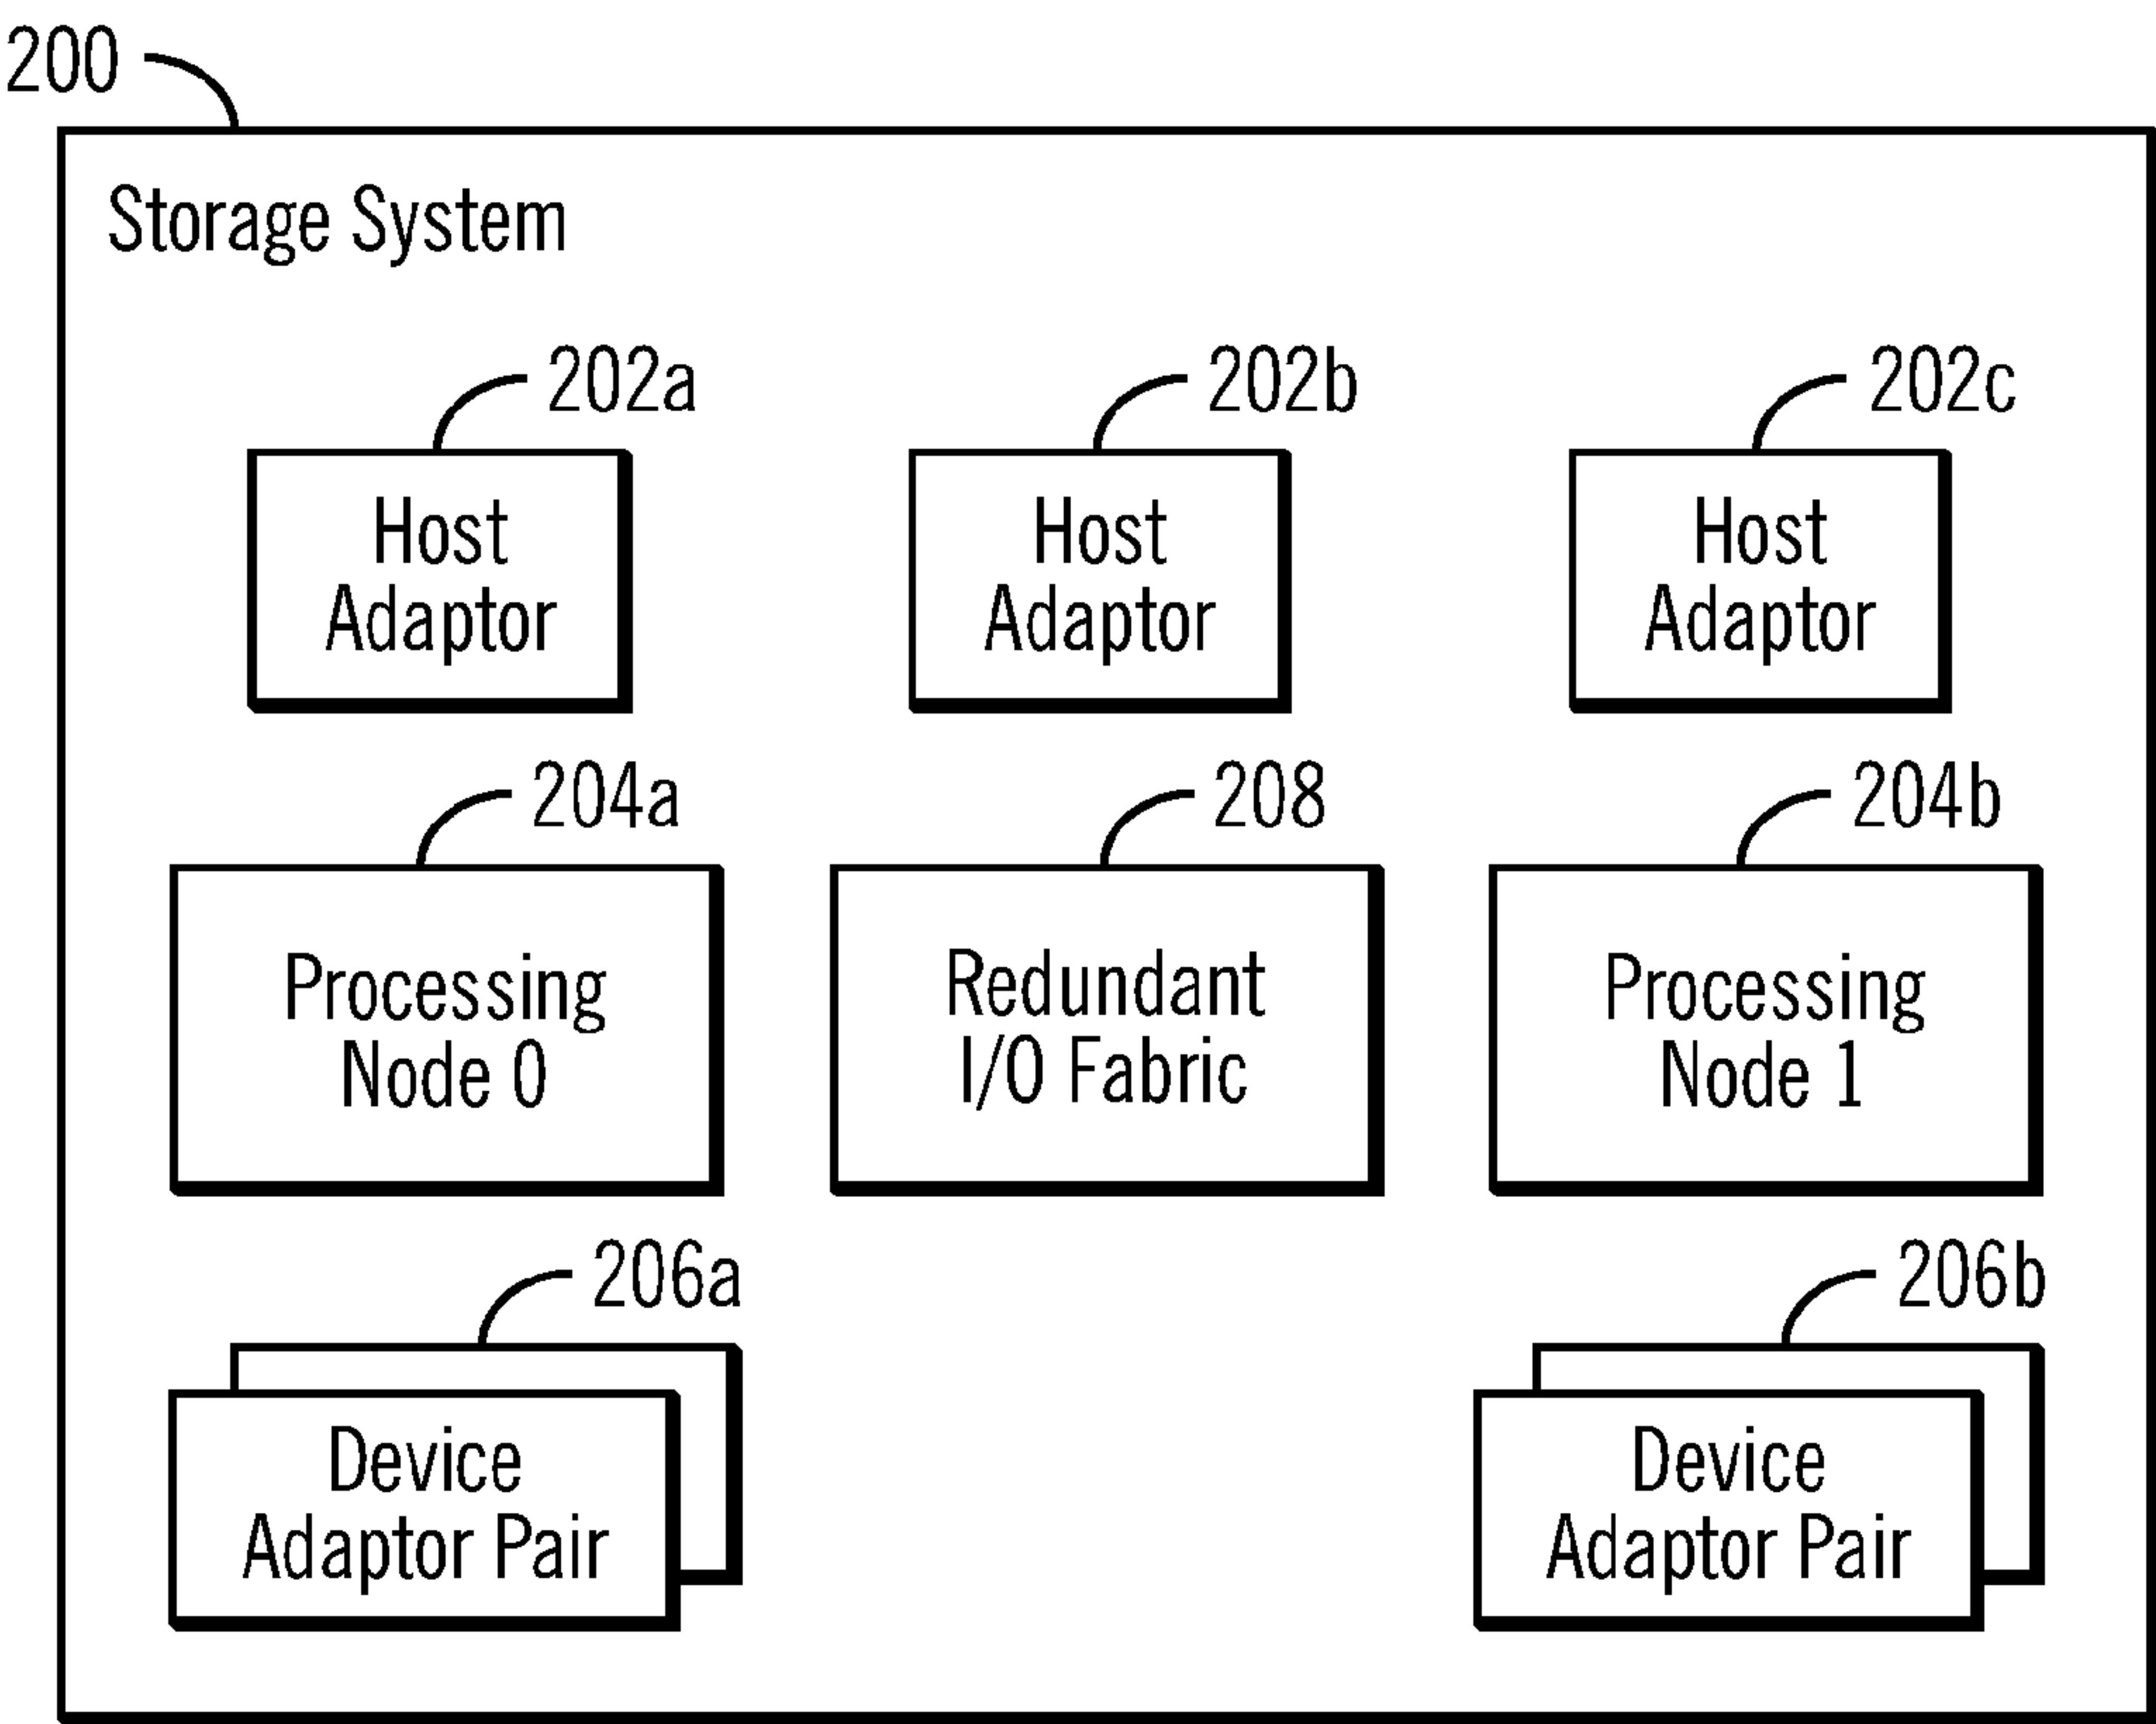 200
Storage System
202a
202b
202c
Host
Adaptor
Host
Adaptor
Host
Adaptor
204a
208
204b
Processing
Node 0
Redundant
I/O Fabric
Processing
Node 1
206a
206b
Device
Adaptor Pair
Device
Adaptor Pair